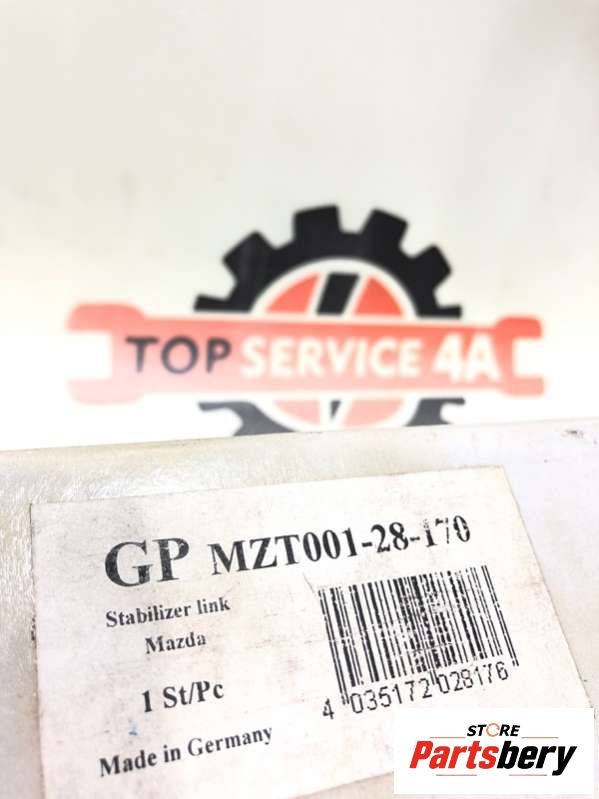 TOP SERVICE 4A
GP MZT001-28-170
Stabilizer link
Mazda
1 St/Pc
Made in Germany
4 035172 028176
STORE
Partsbery